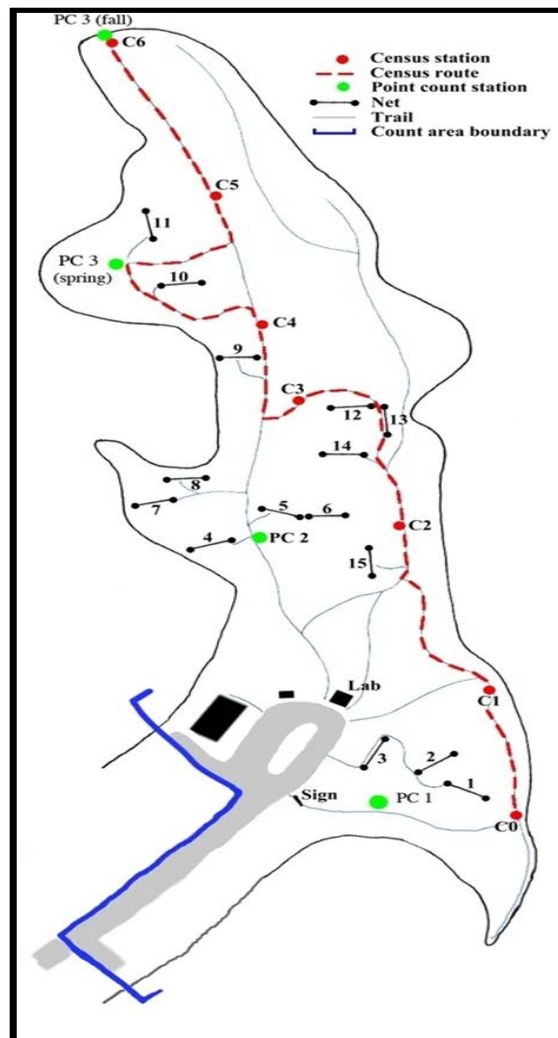 PC 3 (fall)
C6
Census station
Census route
Point count station
Net
Trail
Count area boundary
C5
11
PC 3
(spring)
10
C4
9
C3
12
13
14
8
7
5
6
C2
4
PC 2
15
Lab
C1
3
2
1
Sign
PC 1
C0